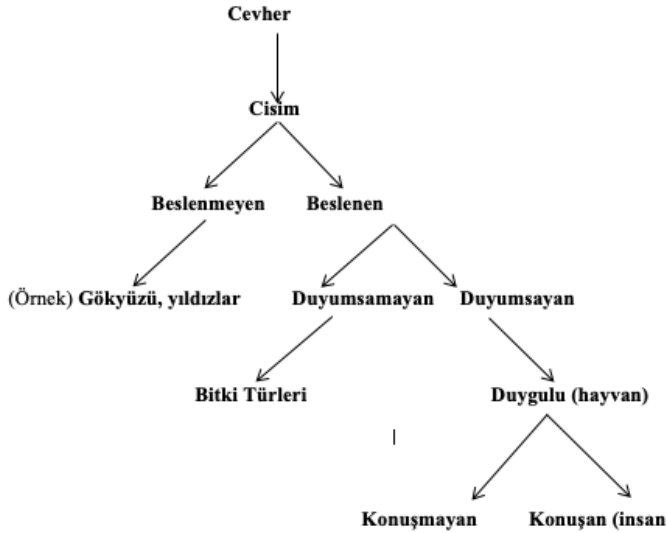 Cevher
Cisim
Beslenmeyen Beslenen
(Örnek) Gökyüzü, yıldızlar Duyumsamayan Duyumsayan
Bitki Türleri Duygulu (hayvan)
Konuşmayan Konuşan (insan